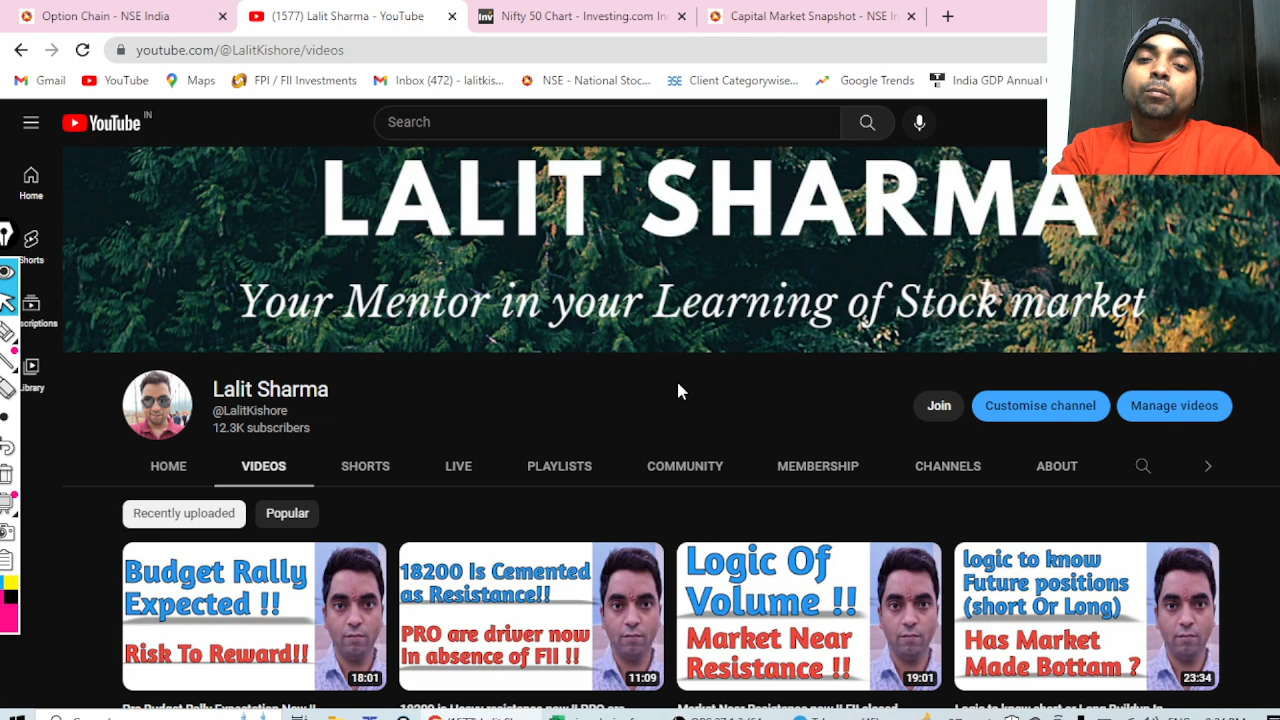 Option Chain - NSE India
(1577) Lalit Sharma - YouTube
Nifty 50 Chart - Investing.com In
Capital Market Snapshot - NSE In
youtube.com/@LalitKishore/videos
Gmail
YouTube
Maps
FPI / FII Investments
Inbox (472) - lalitkis...
NSE - National Stoc...
Client Categorywise...
Google Trends
India GDP Annual
YouTube IN
Search
Home
LALIT SHARMA
Your Mentor in your Learning of Stock market
Shorts
scriptions
Library
Lalit Sharma
@LalitKishore
12.3K subscribers
Join
Customise channel
Manage videos
HOME
VIDEOS
SHORTS
LIVE
PLAYLISTS
COMMUNITY
MEMBERSHIP
CHANNELS
ABOUT
Recently uploaded
Popular
Budget Rally
Expected !!
Risk To Reward!!
18:01
18200 Is Cemented
as Resistance!!
PRO are driver now
In absence of FII !!
11:09
Logic Of
Volume !!
Market Near
Resistance !!
19:01
logic to know
Future positions
(short Or Long)
Has Market
Made Bottam ?
23:34